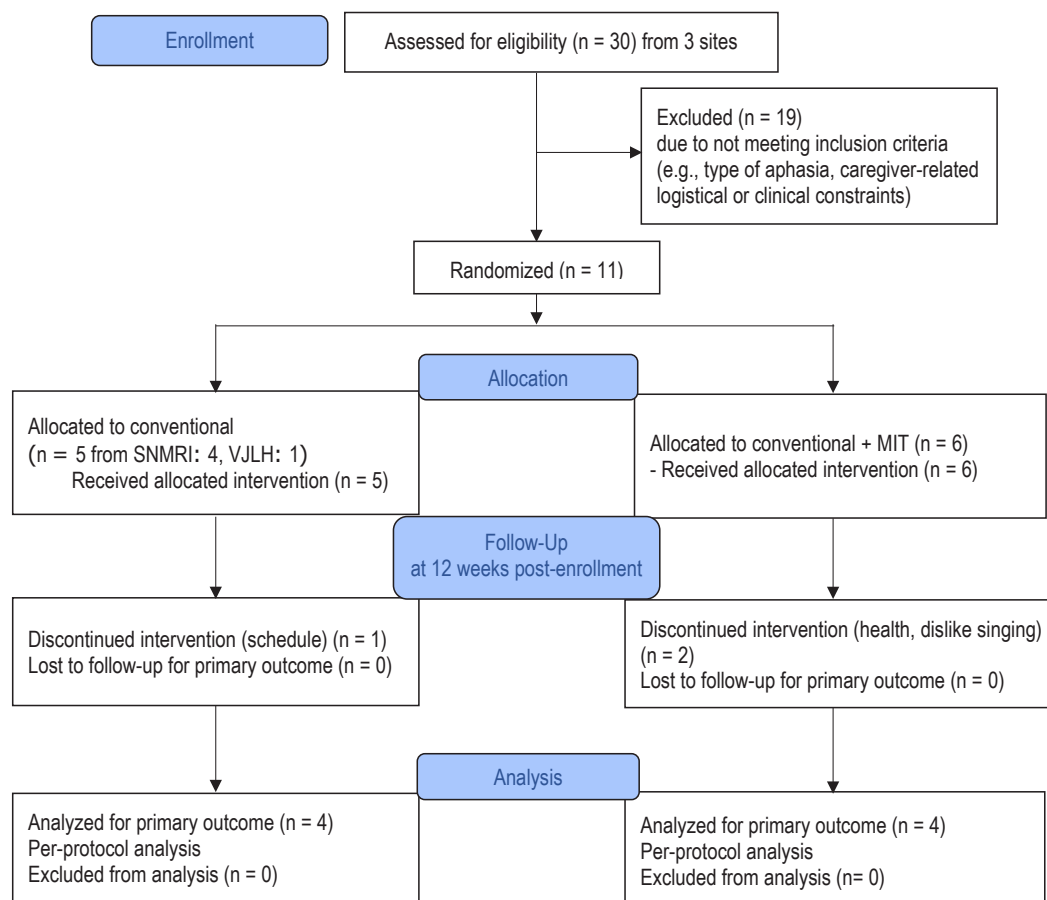 Enrollment
Assessed for eligibility (n = 30) from 3 sites
Excluded (n = 19)
due to not meeting inclusion criteria
(e.g., type of aphasia, caregiver-related
logistical or clinical constraints)
Randomized (n = 11)
Allocation
Allocated to conventional
(n = 5 from SNMRI: 4, VJLH: 1)
Received allocated intervention (n = 5)
Allocated to conventional + MIT (n = 6)
- Received allocated intervention (n = 6)
Follow-Up
at 12 weeks post-enrollment
Discontinued intervention (schedule) (n = 1)
Lost to follow-up for primary outcome (n = 0)
Discontinued intervention (health, dislike singing)
(n = 2)
Lost to follow-up for primary outcome (n = 0)
Analysis
Analyzed for primary outcome (n = 4)
Per-protocol analysis
Excluded from analysis (n = 0)
Analyzed for primary outcome (n = 4)
Per-protocol analysis
Excluded from analysis (n= 0)